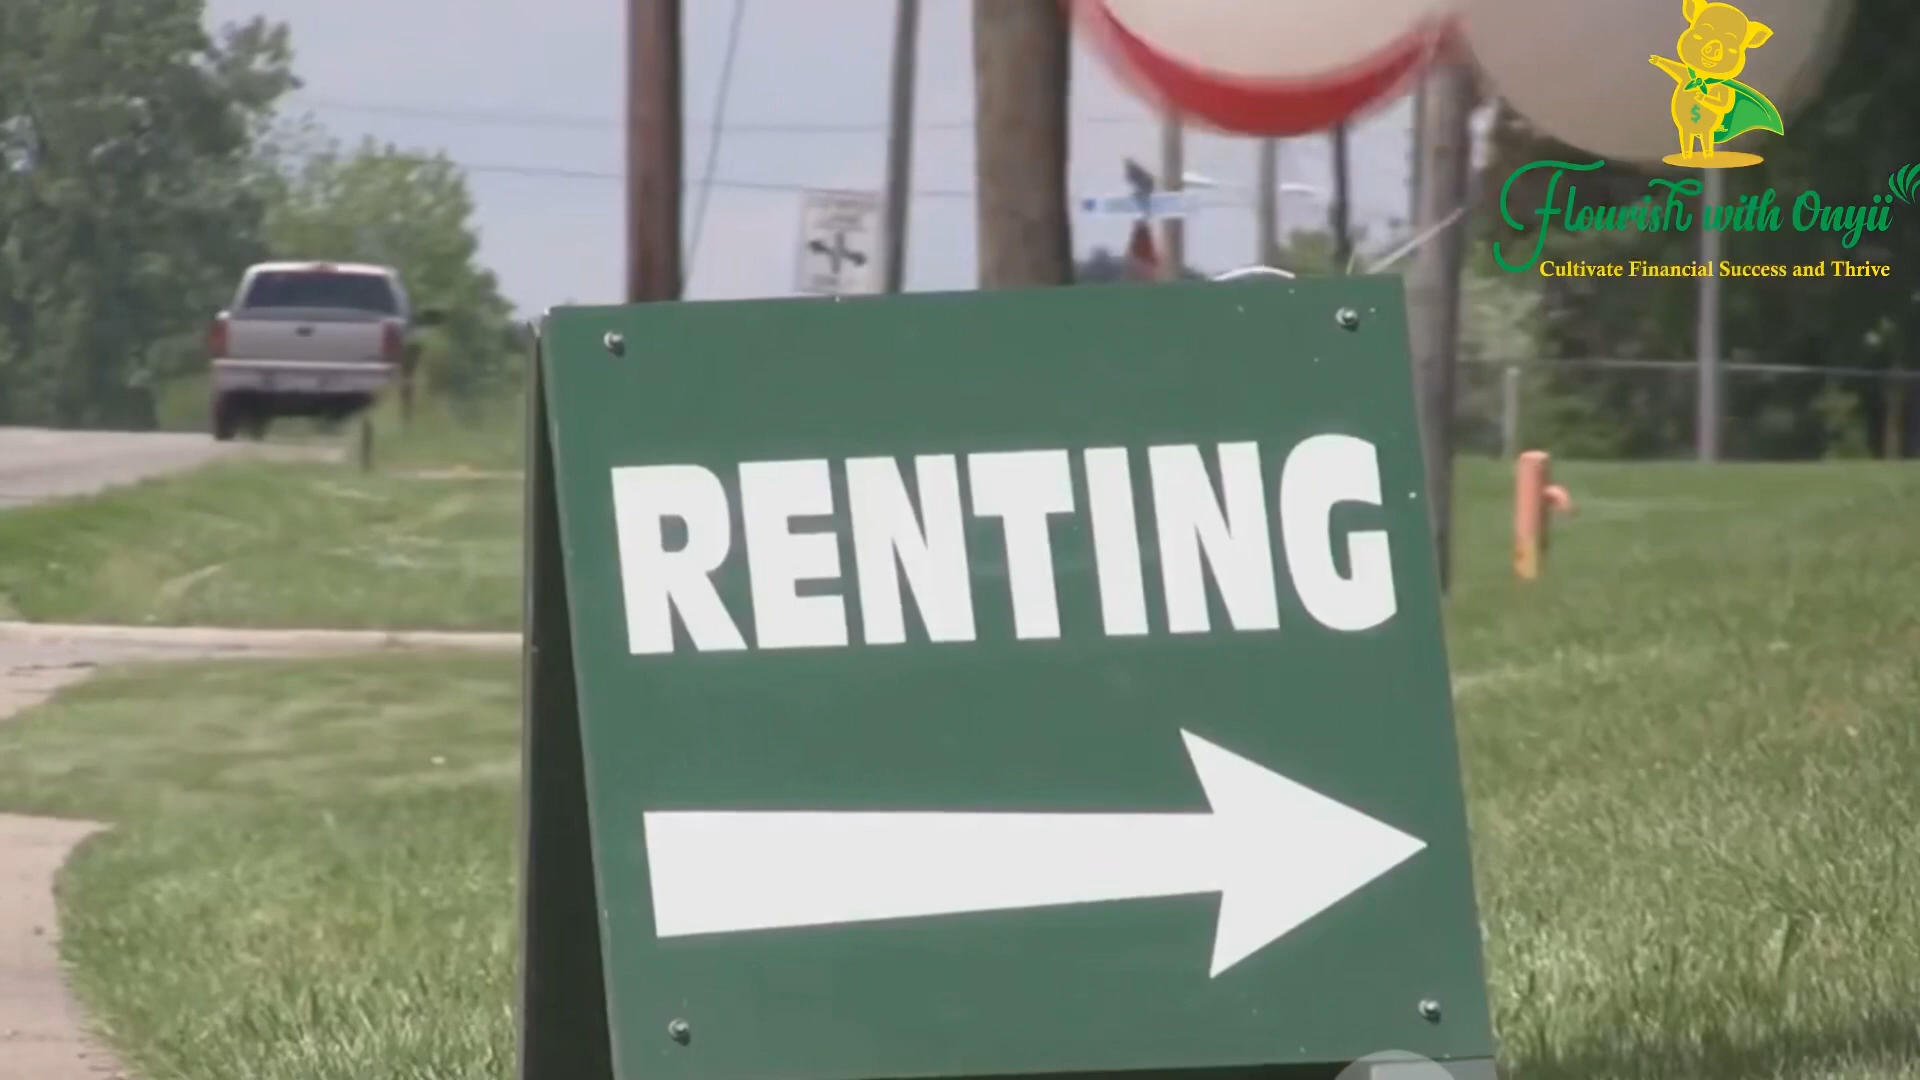 Flourish with Onyii
Cultivate Financial Success and Thrive
RENTING